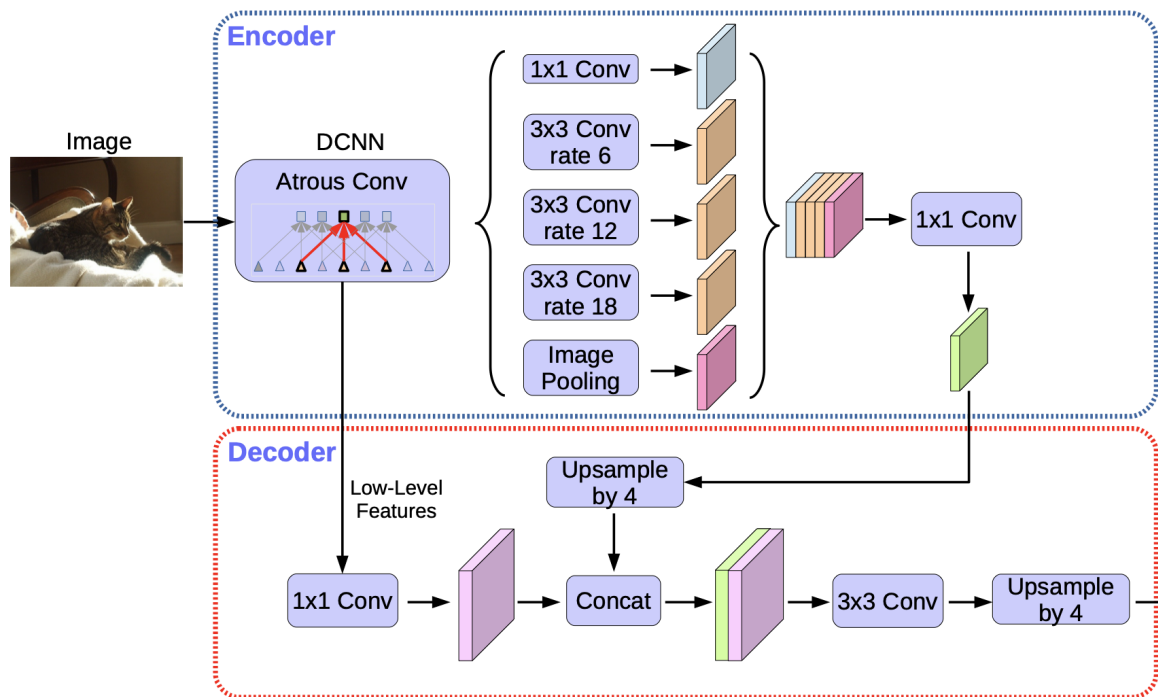 Encoder
Image
DCNN
Atrous Conv
1x1 Conv
3x3 Conv
rate 6
3x3 Conv
rate 12
3x3 Conv
rate 18
Image
Pooling
1x1 Conv
Decoder
Low-Level
Features
Upsample
by 4
1x1 Conv
Concat
3x3 Conv
Upsample
by 4